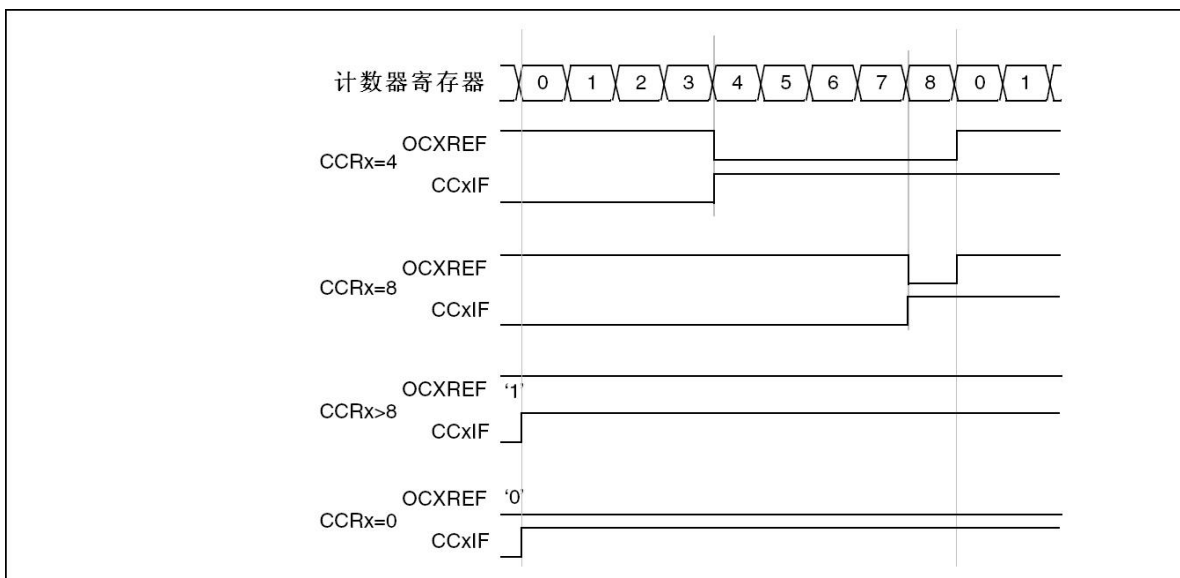 计数器寄存器 0 1 2 3 4 5 6 7 8 0 1
OCXREF
CCRx=4
CCxIF
OCXREF
CCRx=8
CCxIF
OCXREF '1'
CCRx>8
CCxIF
OCXREF '0'
CCRx=0
CCxIF